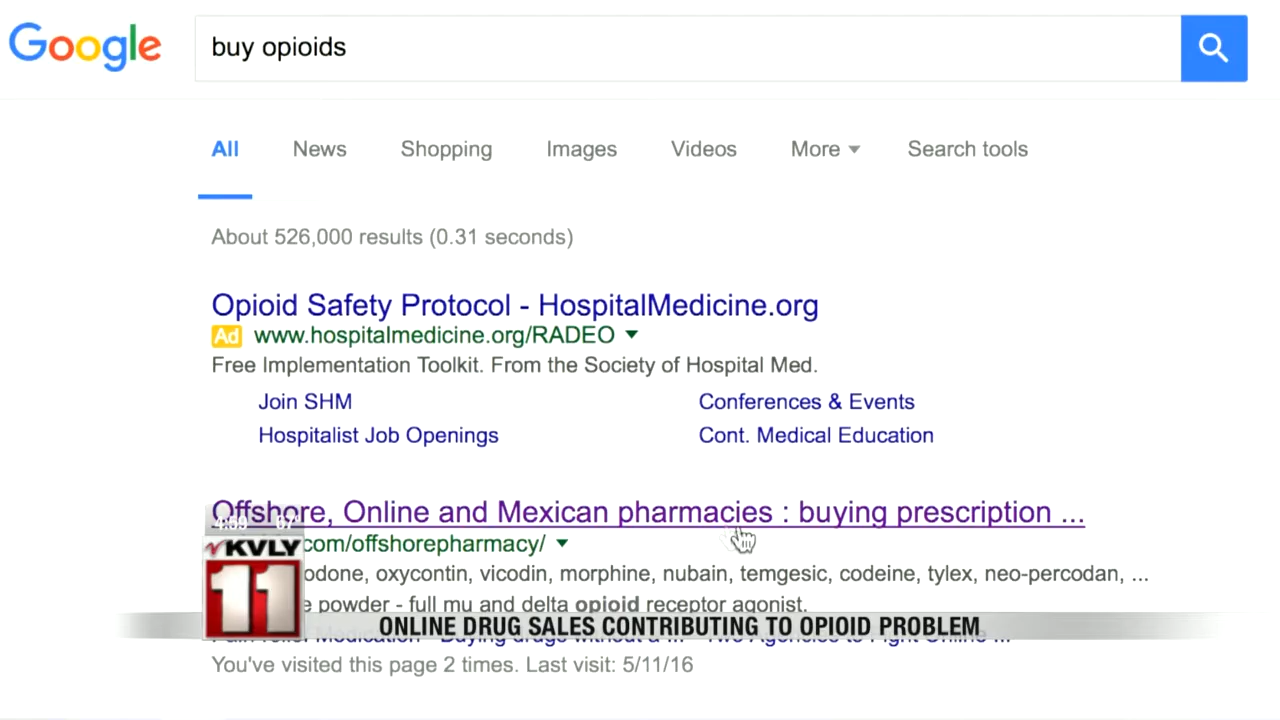 Google
buy opioids
All News Shopping Images Videos More Search tools
About 526,000 results (0.31 seconds)
Opioid Safety Protocol - HospitalMedicine.org
Ad www.hospitalmedicine.org/RADEO
Free Implementation Toolkit. From the Society of Hospital Med.
Join SHM Conferences & Events
Hospitalist Job Openings Cont. Medical Education
Offshore, Online and Mexican pharmacies : buying prescription ...
4:59 67°
KVLY
11
.com/offshorepharmacy/
odone, oxycontin, vicodin, morphine, nubain, temgesic, codeine, tylex, neo-percodan, ...
powder - full mu and delta opioid receptor agonist.
ONLINE DRUG SALES CONTRIBUTING TO OPIOID PROBLEM
You've visited this page 2 times. Last visit: 5/11/16